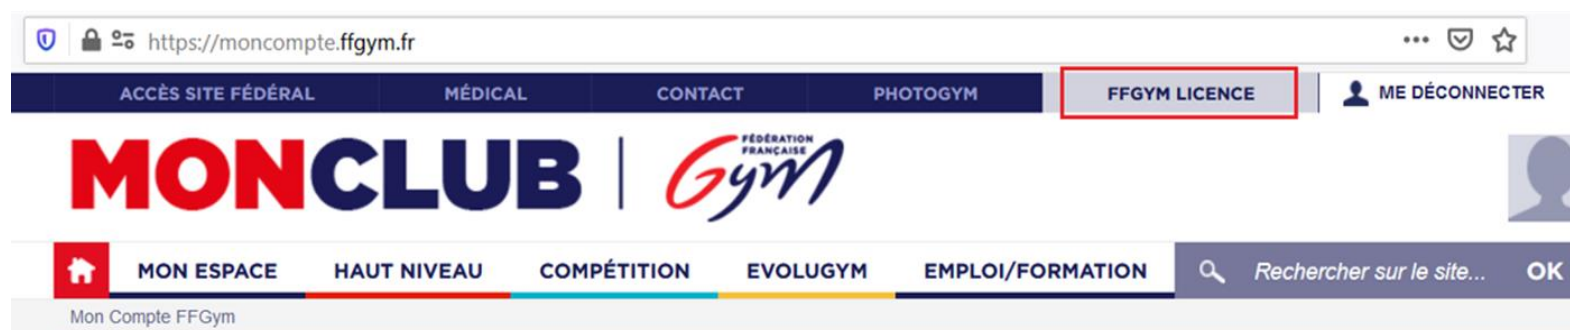 https://moncompte.ffgym.fr
ACCÈS SITE FÉDÉRAL MÉDICAL CONTACT PHOTOGYM FFGYM LICENCE ME DÉCONNECTER
MONCLUB
FÉDÉRATION
FRANÇAISE
Gym
MON ESPACE HAUT NIVEAU COMPÉTITION EVOLUGYM EMPLOI/FORMATION Rechercher sur le site... OK
Mon Compte FFGym